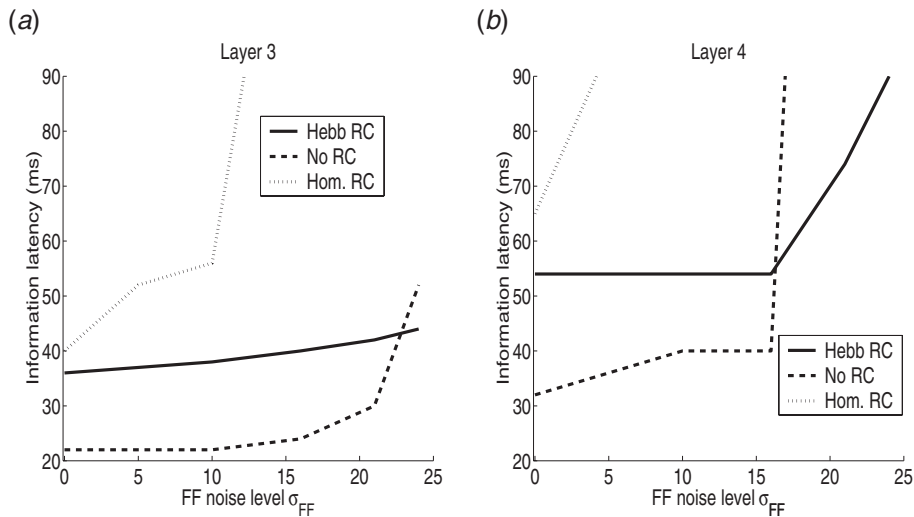 (a)
Layer 3
Information latency (ms)
90
80
70
60
50
40
30
20
0
5
10
15
20
25
FF noise level σFF
Hebb RC
No RC
Hom. RC
(b)
Layer 4
Information latency (ms)
90
80
70
60
50
40
30
20
0
5
10
15
20
25
FF noise level σFF
Hebb RC
No RC
Hom. RC